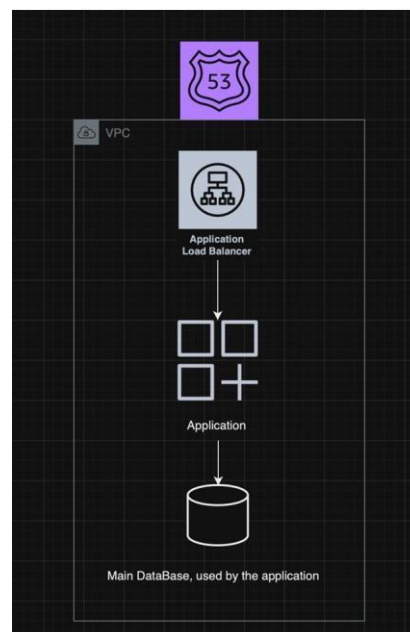 53
VPC
Application
Load Balancer
Application
Main DataBase, used by the application